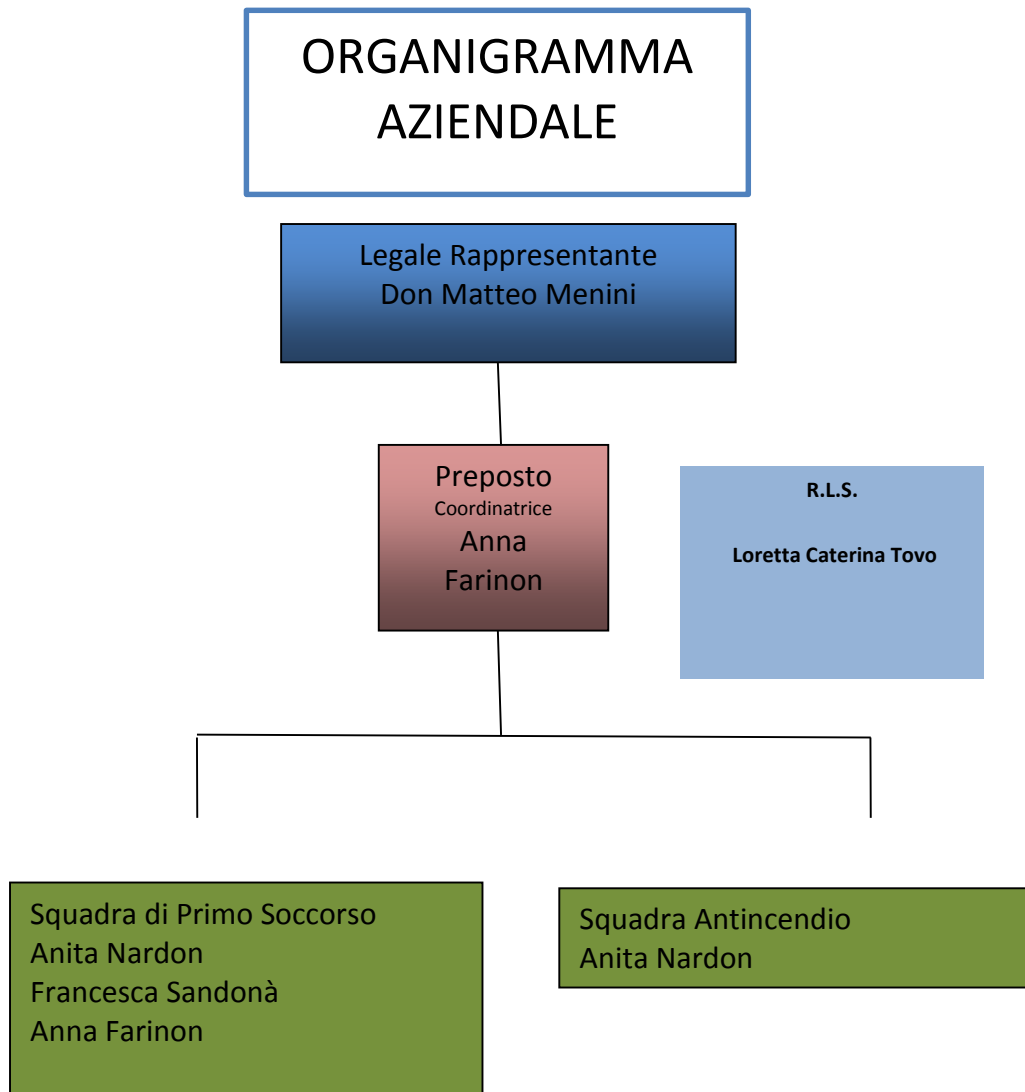 ORGANIGRAMMA
AZIENDALE
Legale Rappresentante
Don Matteo Menini
Preposto
Coordinatrice
Anna
Farinon
R.L.S.
Loretta Caterina Tovo
Squadra di Primo Soccorso
Anita Nardon
Francesca Sandonà
Anna Farinon
Squadra Antincendio
Anita Nardon